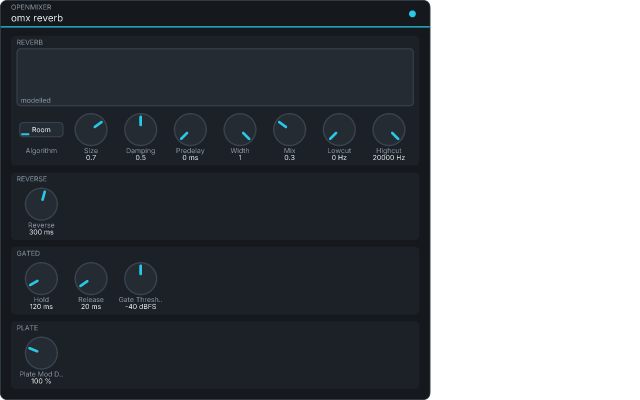 OPENMIXER
omx reverb
REVERB
modelled
Room
Algorithm
Size
0.7
Damping
0.5
Predelay
0 ms
Width
1
Mix
0.3
Lowcut
0 Hz
Highcut
20000 Hz
REVERSE
Reverse
300 ms
GATED
Hold
120 ms
Release
20 ms
Gate Thresh..
-40 dBFS
PLATE
Plate Mod D..
100 %